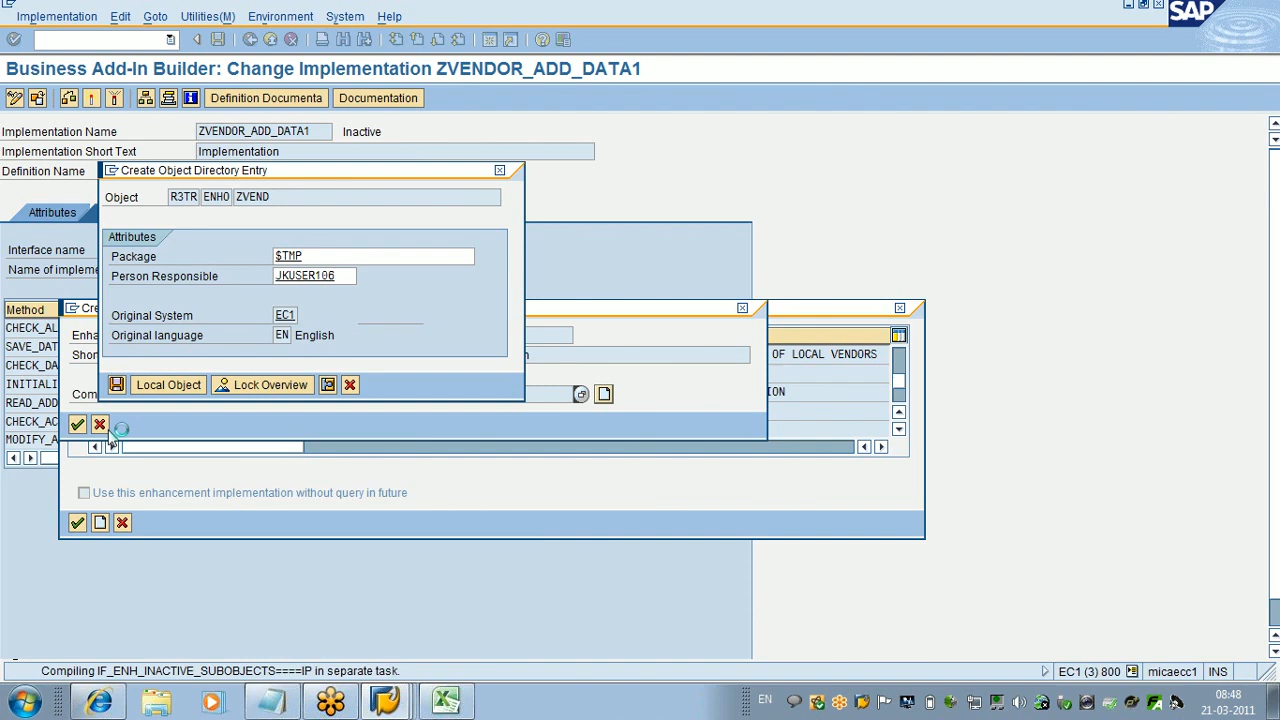 Implementation Edit Goto Utilities(M) Environment System Help
SAP
Business Add-In Builder: Change Implementation ZVENDOR_ADD_DATA1
Definition Documenta Documentation
Implementation Name ZVENDOR_ADD_DATA1 Inactive
Implementation Short Text Implementation
Definition Name
Create Object Directory Entry
Object R3TR ENHO ZVEND
Attributes
Interface name
Name of impleme
Attributes
Package $TMP
Person Responsible JKUSER106
Original System EC1
Original language EN English
Local Object Lock Overview
Method
CHECK_AL
SAVE_DAT
CHECK_DA
INITIALI
READ_ADD
CHECK_AC
MODIFY_A
Cre
Enha
Shor
Com
OF LOCAL VENDORS
ION
Use this enhancement implementation without query in future
Compiling IF_ENH_INACTIVE_SUBOBJECTS====IP in separate task.
EC1 (3) 800 micaecc1 INS
EN
08:48
21-03-2011